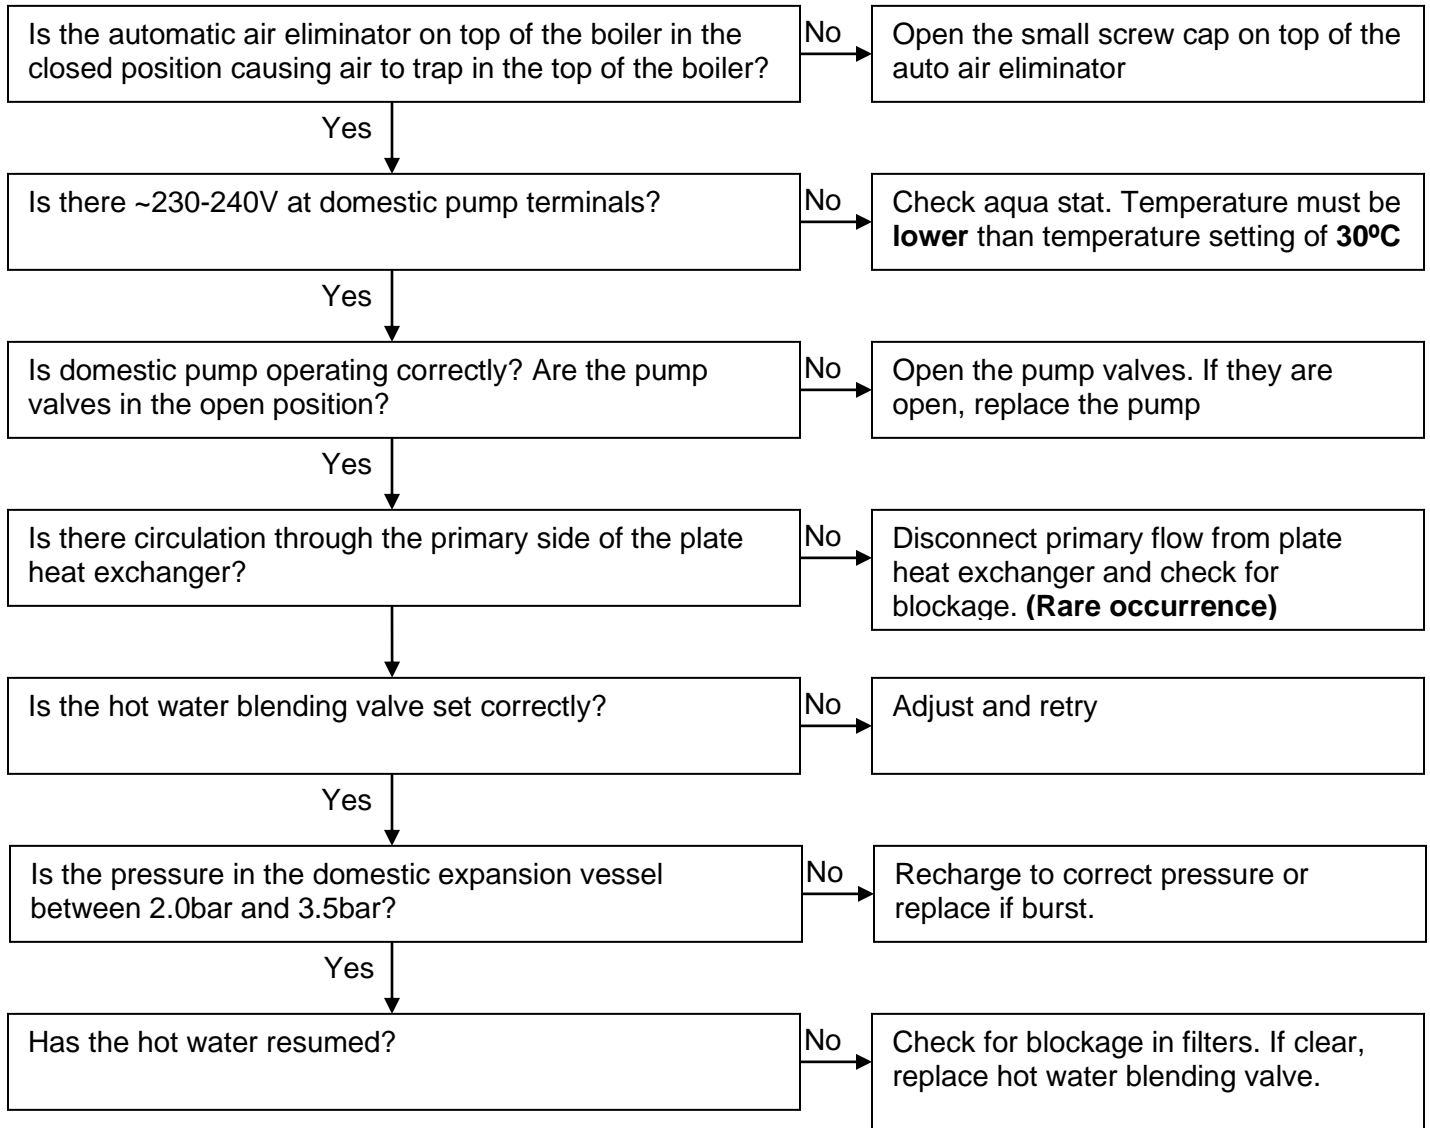 Is the automatic air eliminator on top of the boiler in the
closed position causing air to trap in the top of the boiler?
No
Open the small screw cap on top of the
auto air eliminator
Yes
Is there ~230-240V at domestic pump terminals?
No
Check aqua stat. Temperature must be
lower than temperature setting of 30ºC
Yes
Is domestic pump operating correctly? Are the pump
valves in the open position?
No
Open the pump valves. If they are
open, replace the pump
Yes
Is there circulation through the primary side of the plate
heat exchanger?
No
Disconnect primary flow from plate
heat exchanger and check for
blockage. (Rare occurrence)
Is the hot water blending valve set correctly?
No
Adjust and retry
Yes
Is the pressure in the domestic expansion vessel
between 2.0bar and 3.5bar?
No
Recharge to correct pressure or
replace if burst.
Yes
Has the hot water resumed?
No
Check for blockage in filters. If clear,
replace hot water blending valve.